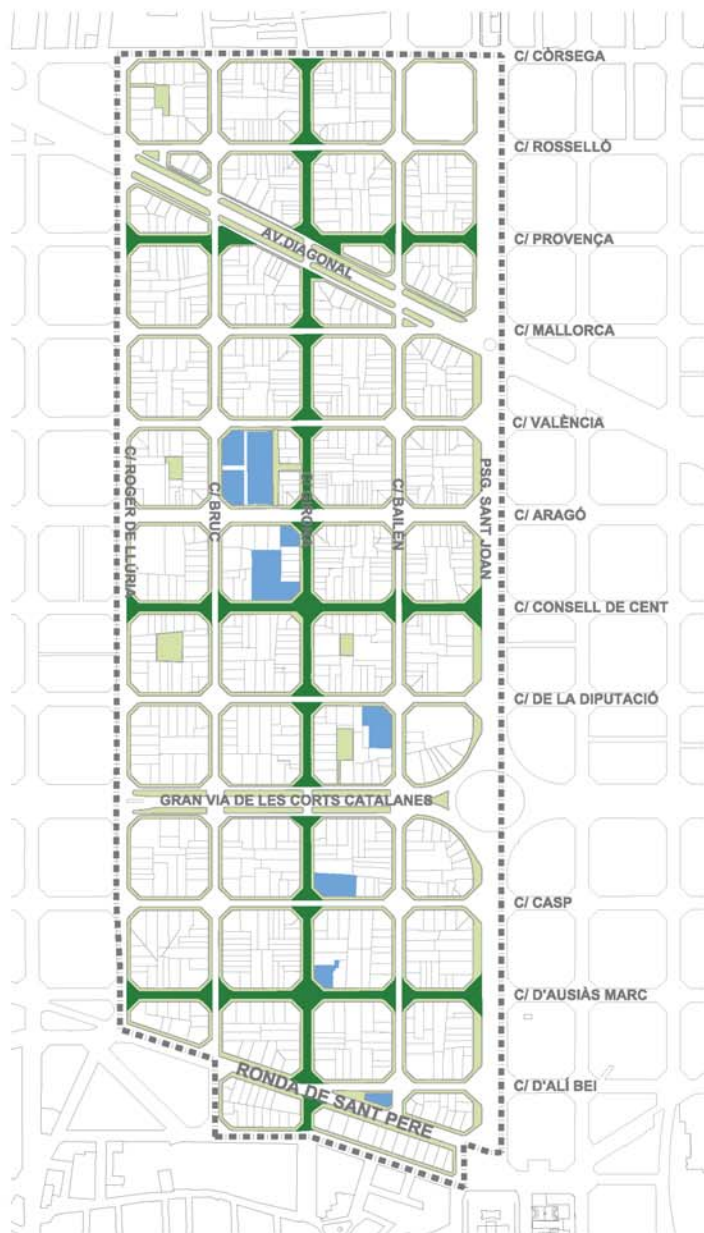 C/ CÒRSEGA
C/ ROSSELLÓ
C/ PROVENÇA
AV.DIAGONAL
C/ MALLORCA
C/ VALÈNCIA
C/ ROGER DE LLÚRIA
C/ BRUC
C/ BAILÈN
PSG. SANT JOAN
C/ ARAGÓ
C/ CONSELL DE CENT
C/ DE LA DIPUTACIÓ
GRAN VIA DE LES CORTS CATALANES
C/ CASP
C/ D'AUSIÀS MARC
C/ D'ALÍ BEI
RONDA DE SANT PERE